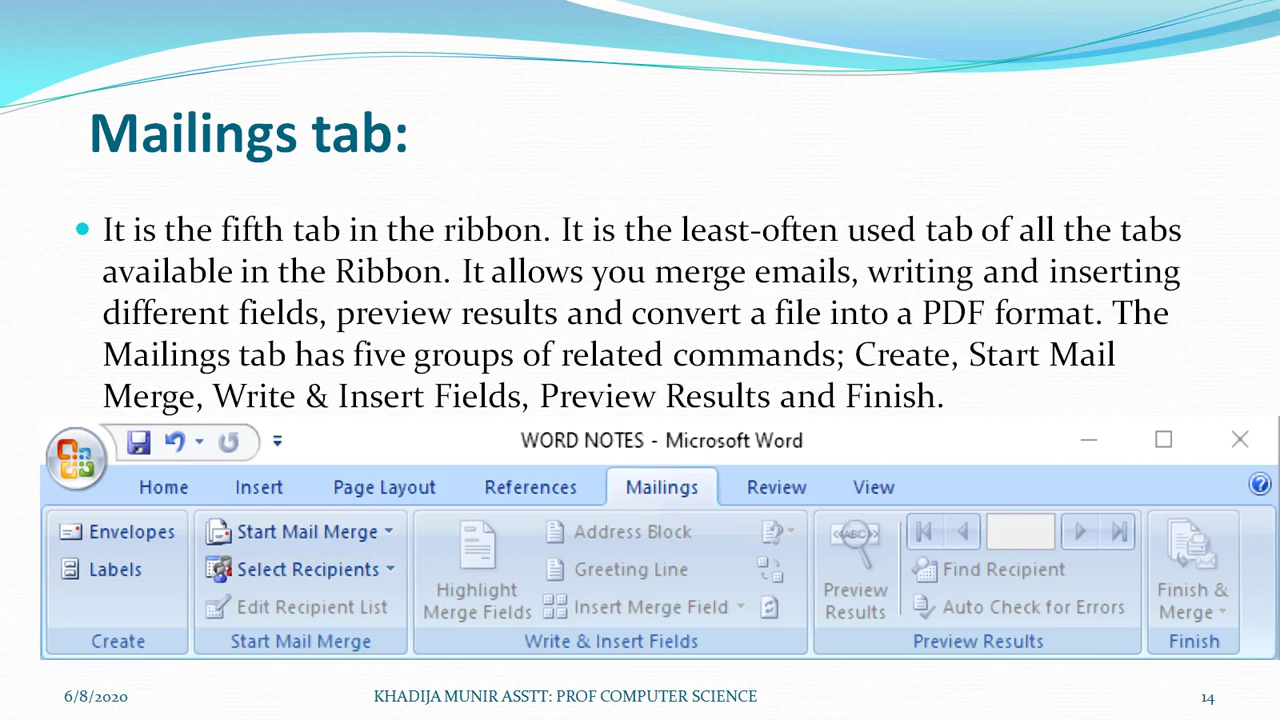 Mailings tab:
It is the fifth tab in the ribbon. It is the least-often used tab of all the tabs
available in the Ribbon. It allows you merge emails, writing and inserting
different fields, preview results and convert a file into a PDF format. The
Mailings tab has five groups of related commands; Create, Start Mail
Merge, Write & Insert Fields, Preview Results and Finish.
WORD NOTES - Microsoft Word
Home Insert Page Layout References Mailings Review View
Envelopes
Labels
Create
Start Mail Merge
Select Recipients
Edit Recipient List
Start Mail Merge
Highlight
Merge Fields
Address Block
Greeting Line
Insert Merge Field
Write & Insert Fields
ABC
Preview
Results
Find Recipient
Auto Check for Errors
Preview Results
Finish &
Merge
Finish
6/8/2020 KHADIJA MUNIR ASSTT: PROF COMPUTER SCIENCE 14